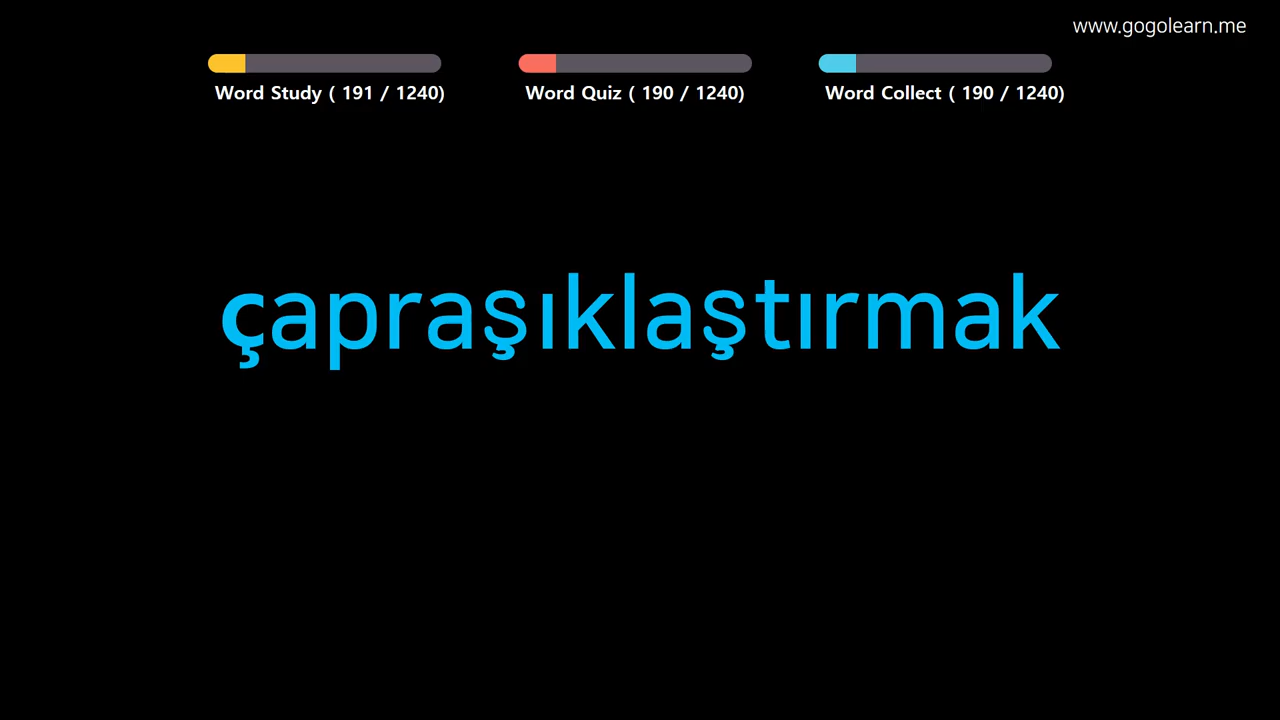 www.gogolearn.me
Word Study ( 191 / 1240)
Word Quiz ( 190 / 1240)
Word Collect ( 190 / 1240)
çapraşıklaştırmak